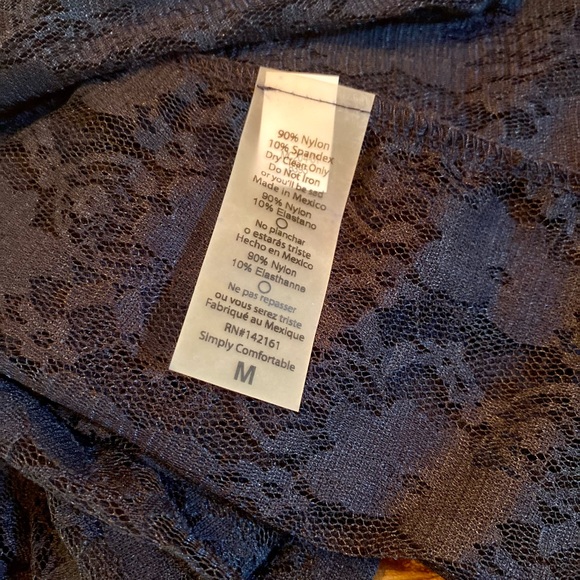 90% Nylon
10% Spandex
Dry Clean Only
Do Not Iron
or you'll be sad
Made in Mexico
90% Nylon
10% Elastano
No planchar
o estarás triste
Hecho en Mexico
90% Nylon
10% Elasthanne
Ne pas repasser
ou vous serez triste
Fabriqué au Mexique
RN#142161
Simply Comfortable
M